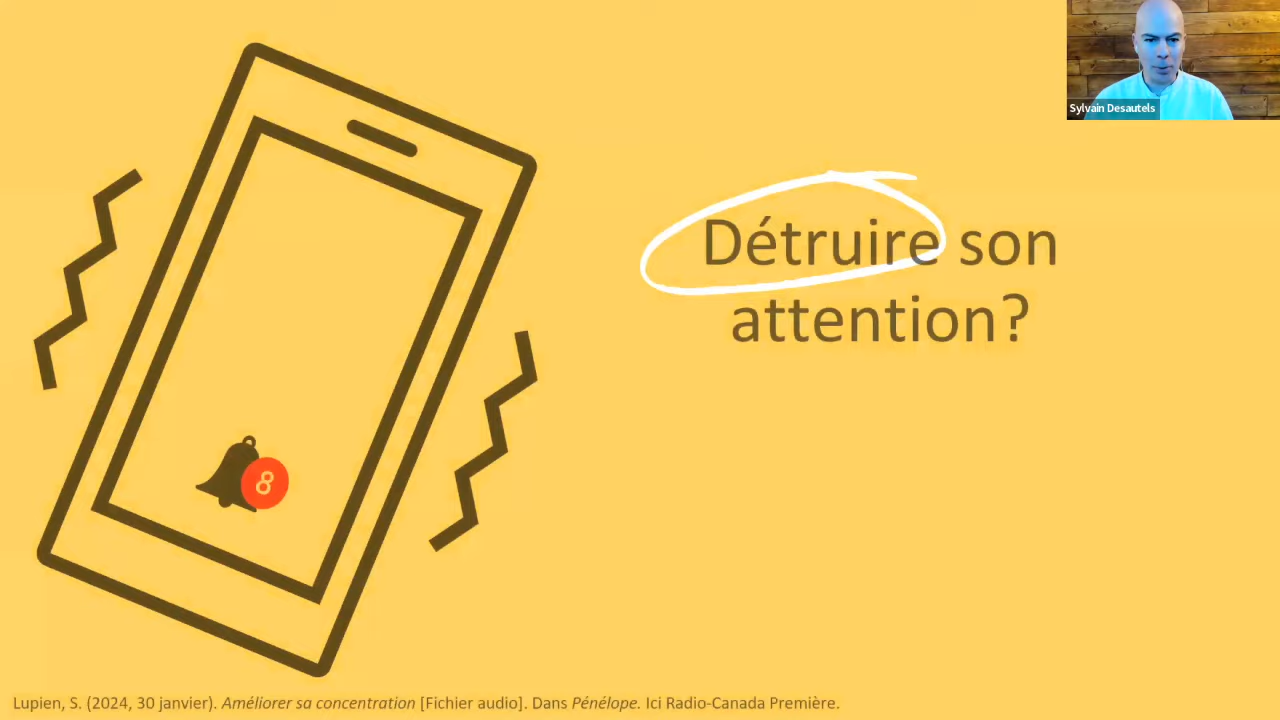 Sylvain Desautels
Détruire son
attention?
8
Lupien, S. (2024, 30 janvier). Améliorer sa concentration [Fichier audio]. Dans Pénélope. Ici Radio-Canada Première.